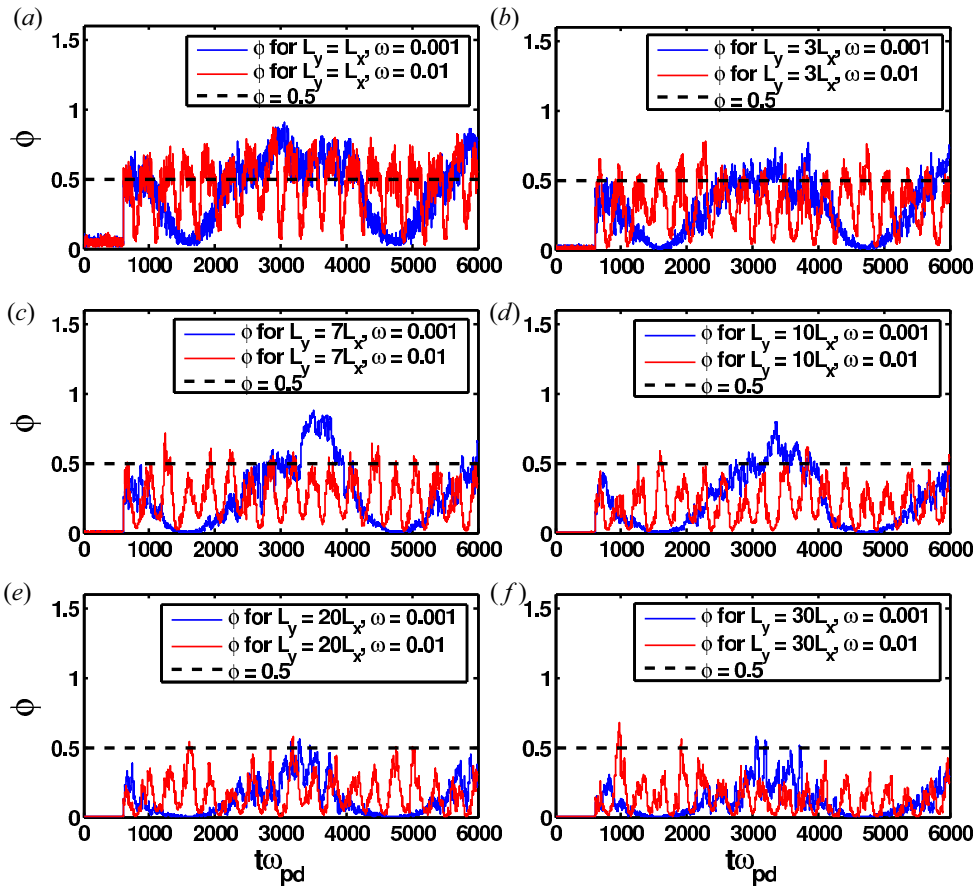 (a)
ϕ for L_y = L_x, ω = 0.001
ϕ for L_y = L_x, ω = 0.01
ϕ = 0.5
1.5
1
0.5
0
ϕ
0 1000 2000 3000 4000 5000 6000
(b)
ϕ for L_y = 3L_x, ω = 0.001
ϕ for L_y = 3L_x, ω = 0.01
ϕ = 0.5
1.5
1
0.5
0
0 1000 2000 3000 4000 5000 6000
(c)
ϕ for L_y = 7L_x, ω = 0.001
ϕ for L_y = 7L_x, ω = 0.01
ϕ = 0.5
1.5
1
0.5
0
ϕ
0 1000 2000 3000 4000 5000 6000
(d)
ϕ for L_y = 10L_x, ω = 0.001
ϕ for L_y = 10L_x, ω = 0.01
ϕ = 0.5
1.5
1
0.5
0
0 1000 2000 3000 4000 5000 6000
(e)
ϕ for L_y = 20L_x, ω = 0.001
ϕ for L_y = 20L_x, ω = 0.01
ϕ = 0.5
1.5
1
0.5
0
ϕ
0 1000 2000 3000 4000 5000 6000
tω_pd
(f)
ϕ for L_y = 30L_x, ω = 0.001
ϕ for L_y = 30L_x, ω = 0.01
ϕ = 0.5
1.5
1
0.5
0
0 1000 2000 3000 4000 5000 6000
tω_pd